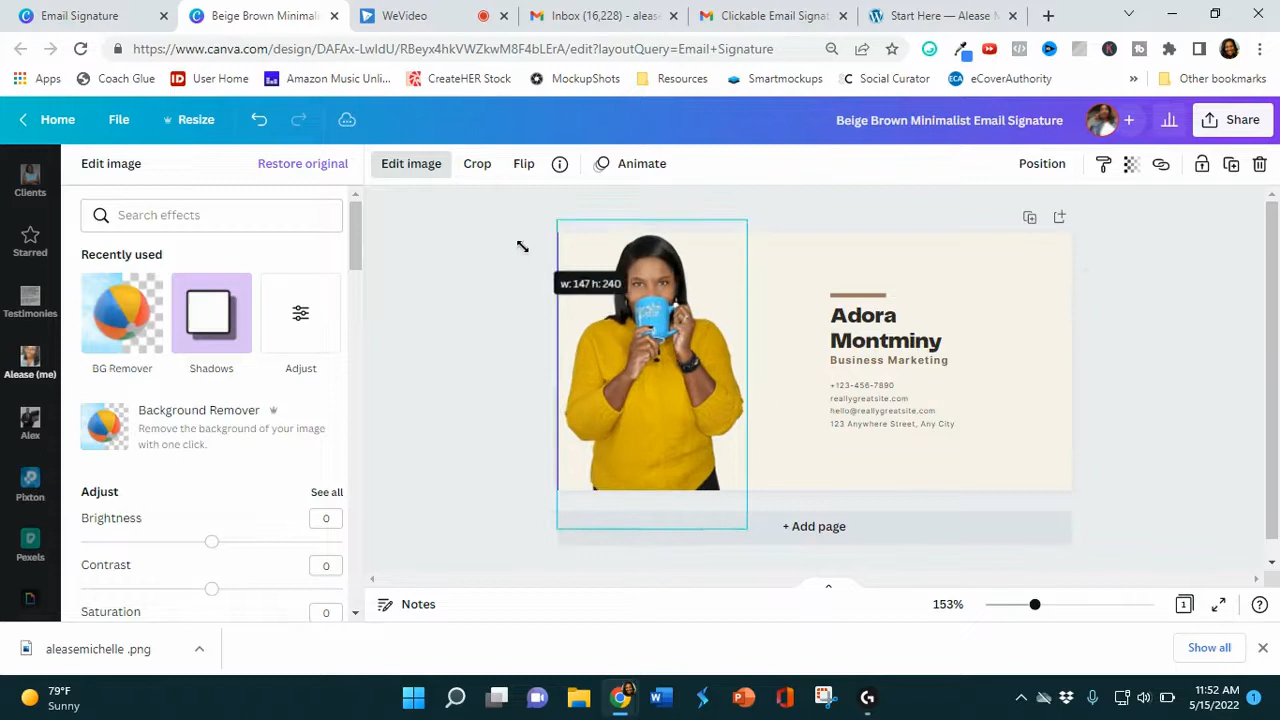 Email Signature
Beige Brown Minimali
WeVideo
Inbox (16,228) - alease
Clickable Email Signat
Start Here — Alease M
https://www.canva.com/design/DAFAx-LwIdU/RBeyx4hkVWZkwM8F4bLErA/edit?layoutQuery=Email+Signature
Apps
Coach Glue
ID
User Home
Amazon Music Unli...
CreateHER Stock
MockupShots
Resources
Smartmockups
Social Curator
ECA
eCoverAuthority
»
Other bookmarks
Home
File
Resize
Beige Brown Minimalist Email Signature
Share
Edit image
Restore original
Edit image
Crop
Flip
Animate
Position
Clients
Starred
Testimonies
Alease (me)
Alex
Pixton
Pexels
Search effects
Recently used
BG Remover
Shadows
Adjust
Background Remover
Remove the background of your image
with one click.
Adjust
See all
Brightness
0
Contrast
0
Saturation
0
w: 147 h: 240
Adora
Montminy
Business Marketing
+123-456-7890
reallygreatsite.com
hello@reallygreatsite.com
123 Anywhere Street, Any City
+ Add page
Notes
153%
1
aleasemichelle .png
Show all
79°F
Sunny
11:52 AM
5/15/2022
1